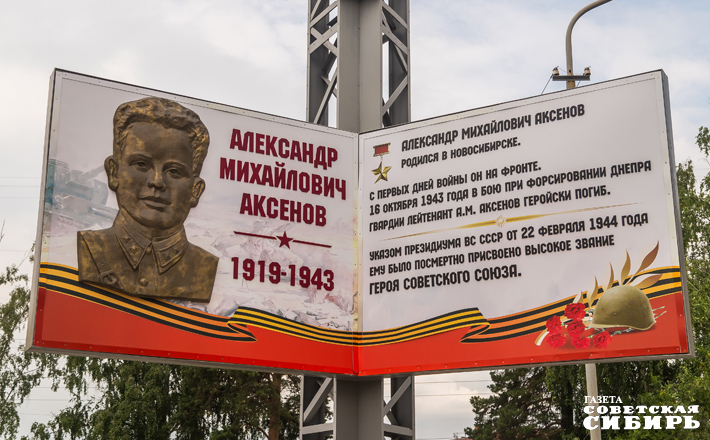 АЛЕКСАНДР
МИХАЙЛОВИЧ
АКСЕНОВ
1919-1943
АЛЕКСАНДР МИХАЙЛОВИЧ АКСЕНОВ
РОДИЛСЯ В НОВОСИБИРСКЕ.
С ПЕРВЫХ ДНЕЙ ВОЙНЫ ОН НА ФРОНТЕ.
16 ОКТЯБРЯ 1943 ГОДА В БОЮ ПРИ ФОРСИРОВАНИИ ДНЕПРА
ГВАРДИИ ЛЕЙТЕНАНТ А.М. АКСЕНОВ ГЕРОЙСКИ ПОГИБ.
УКАЗОМ ПРЕЗИДИУМА ВС СССР ОТ 22 ФЕВРАЛЯ 1944 ГОДА
ЕМУ БЫЛО ПОСМЕРТНО ПРИСВОЕНО ВЫСОКОЕ ЗВАНИЕ
ГЕРОЯ СОВЕТСКОГО СОЮЗА.
ГАЗЕТА
СОВЕТСКАЯ
СИБИРЬ